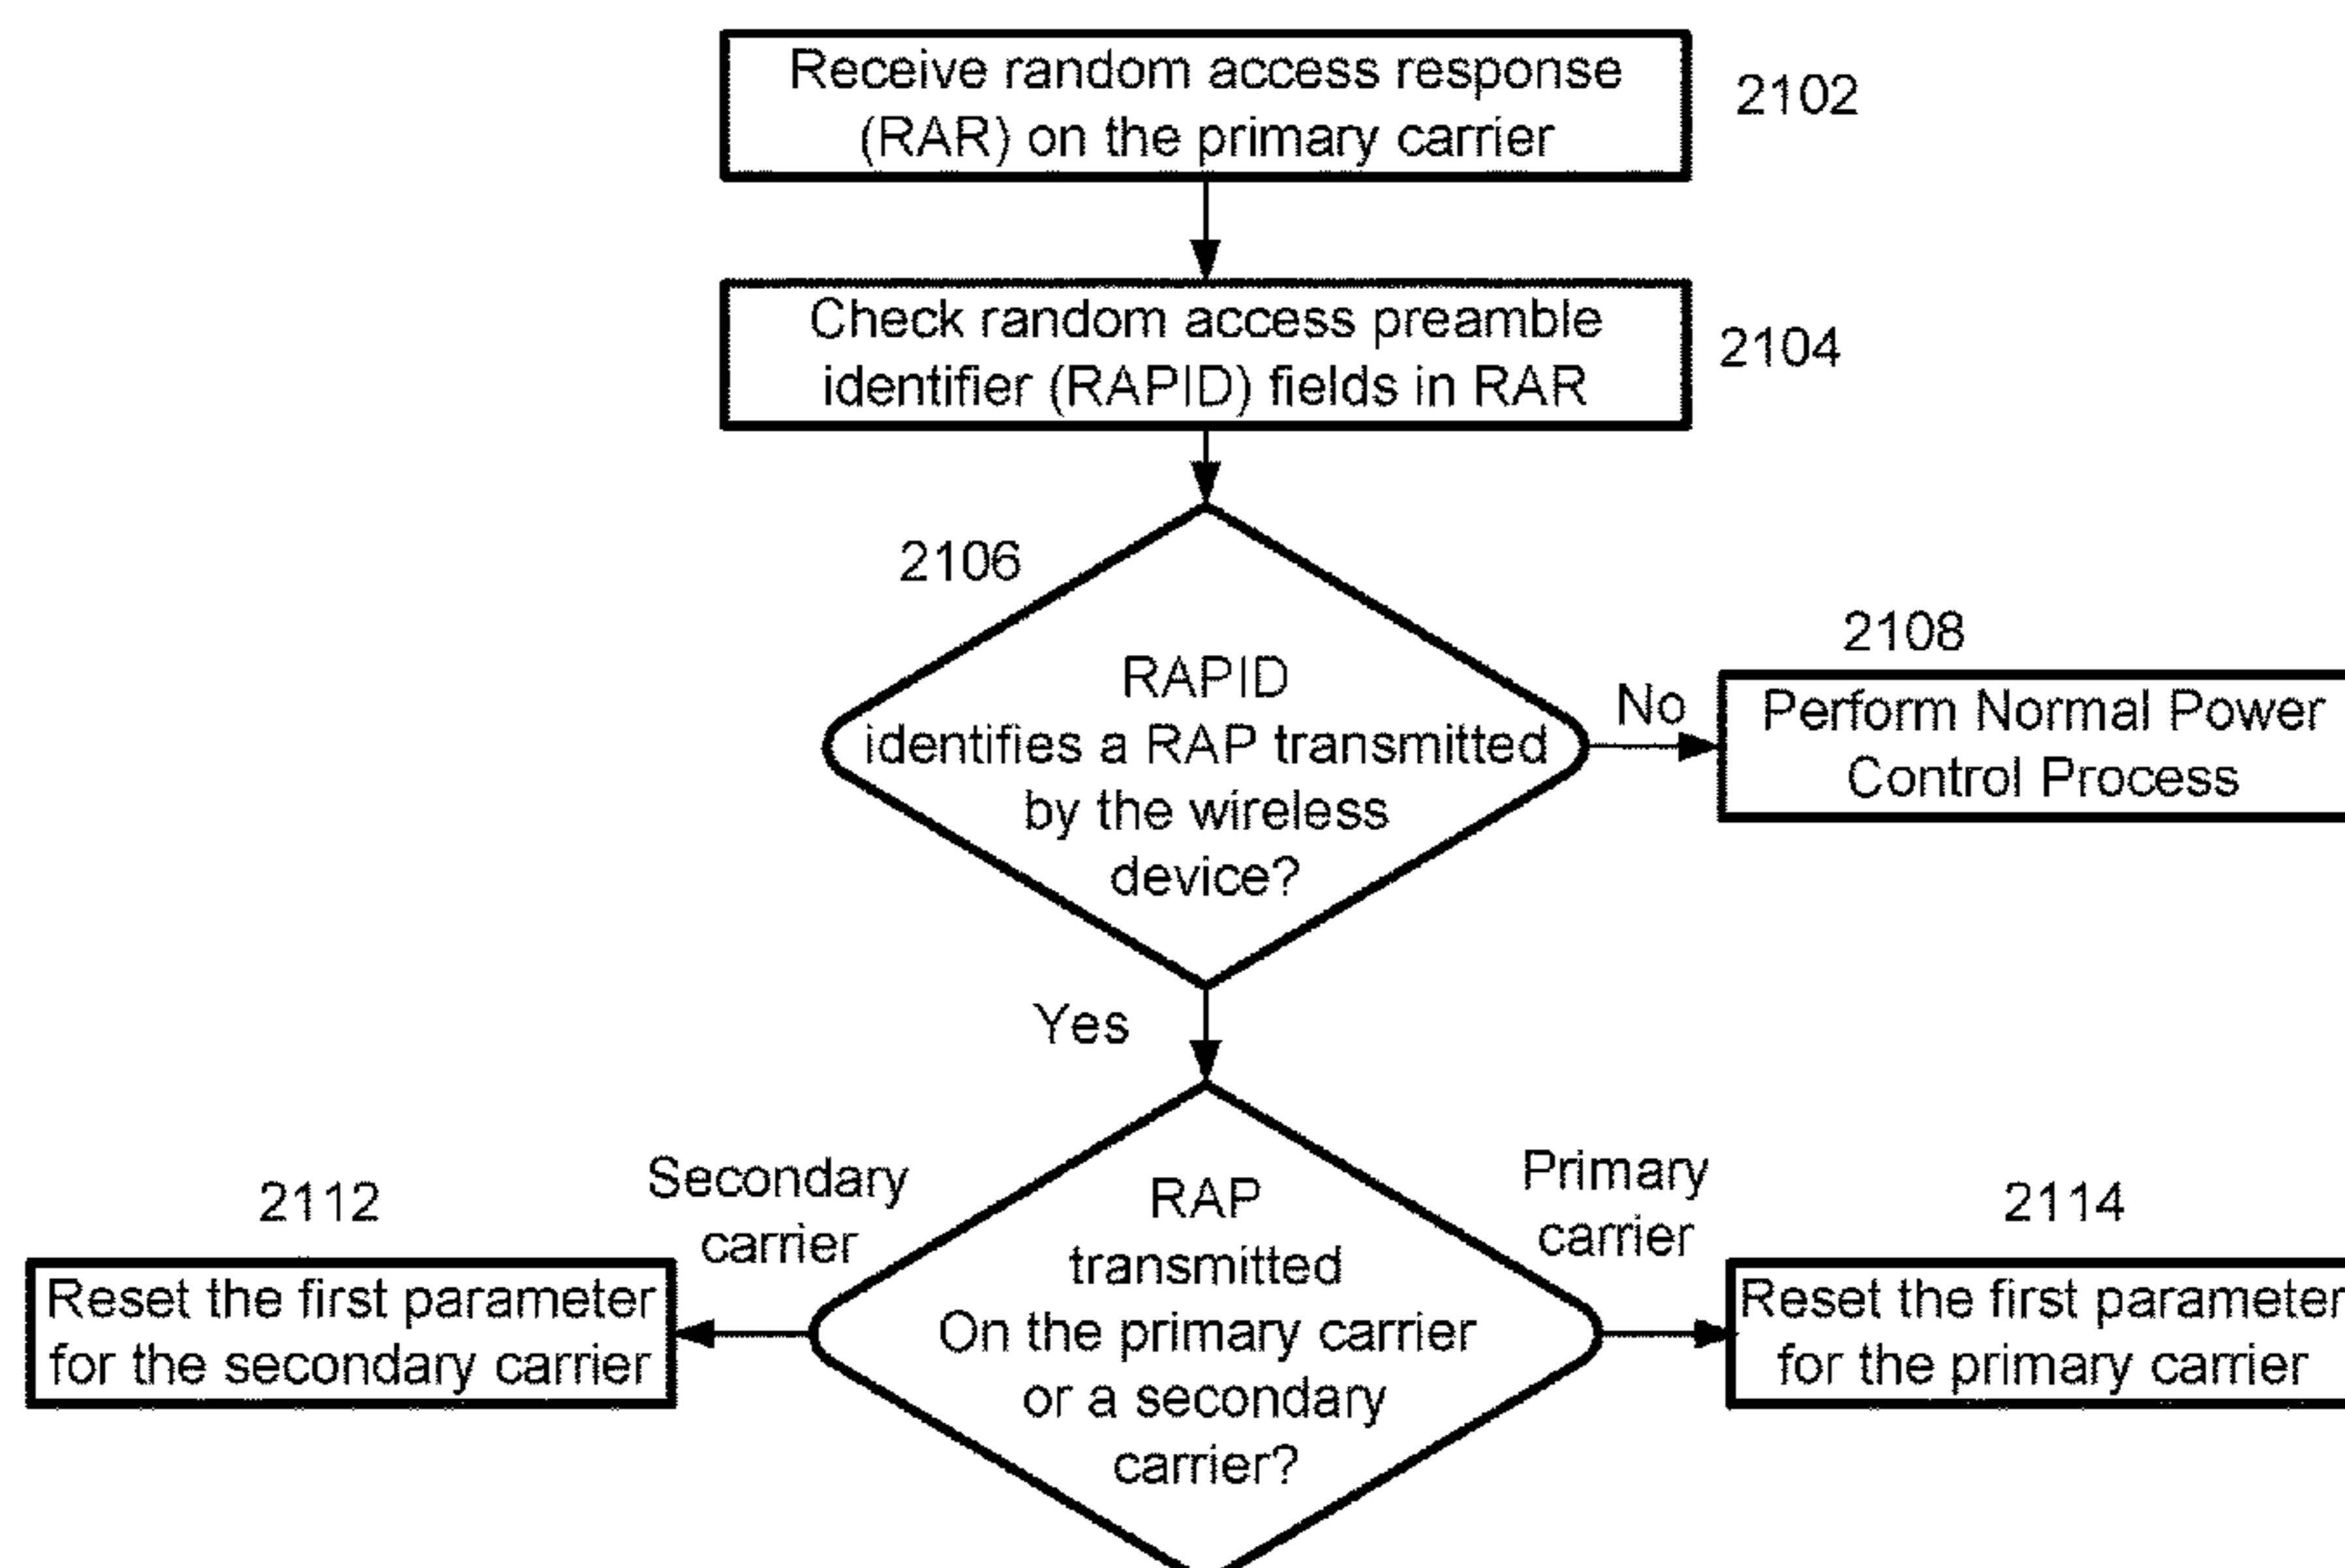 Receive random access response
(RAR) on the primary carrier
2102
Check random access preamble
identifier (RAPID) fields in RAR
2104
2106
RAPID
identifies a RAP transmitted
by the wireless
device?
No
2108
Perform Normal Power
Control Process
Yes
Secondary
carrier
2112
Reset the first parameter
for the secondary carrier
RAP
transmitted
On the primary carrier
or a secondary
carrier?
Primary
carrier
2114
Reset the first parameter
for the primary carrier